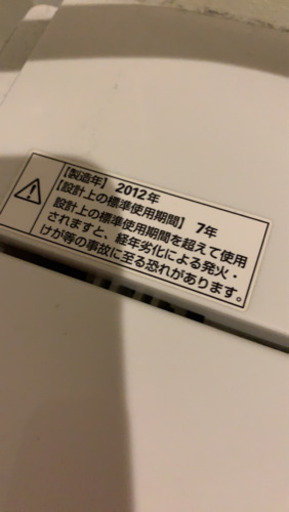 【製造年】 2012年
【設計上の標準使用期間】 7年
設計上の標準使用期間を超えて使用
されますと、経年劣化による発火・
けが等の事故に至る恐れがあります。